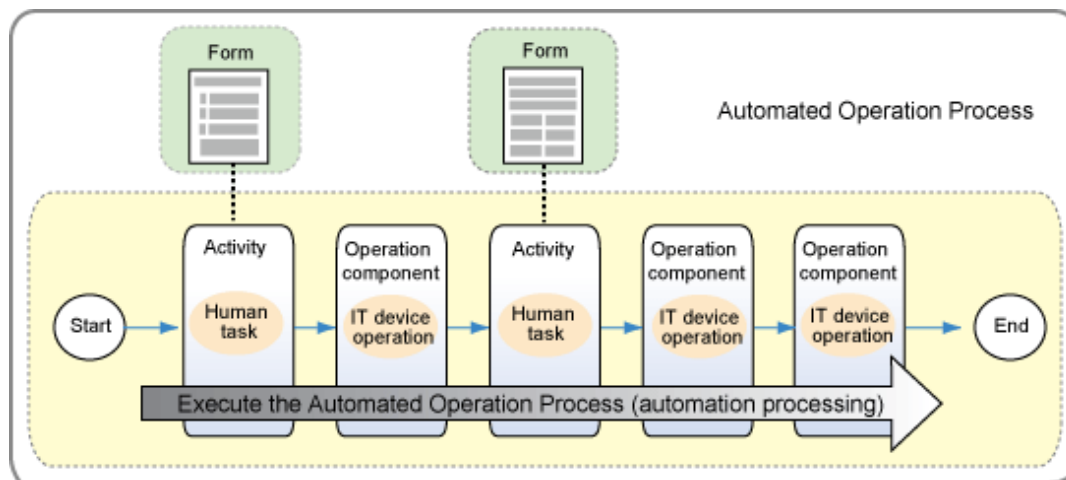 Form
Form
Automated Operation Process
Activity
Human
task
Operation
component
IT device
operation
Activity
Human
task
Operation
component
IT device
operation
Operation
component
IT device
operation
Start
End
Execute the Automated Operation Process (automation processing)